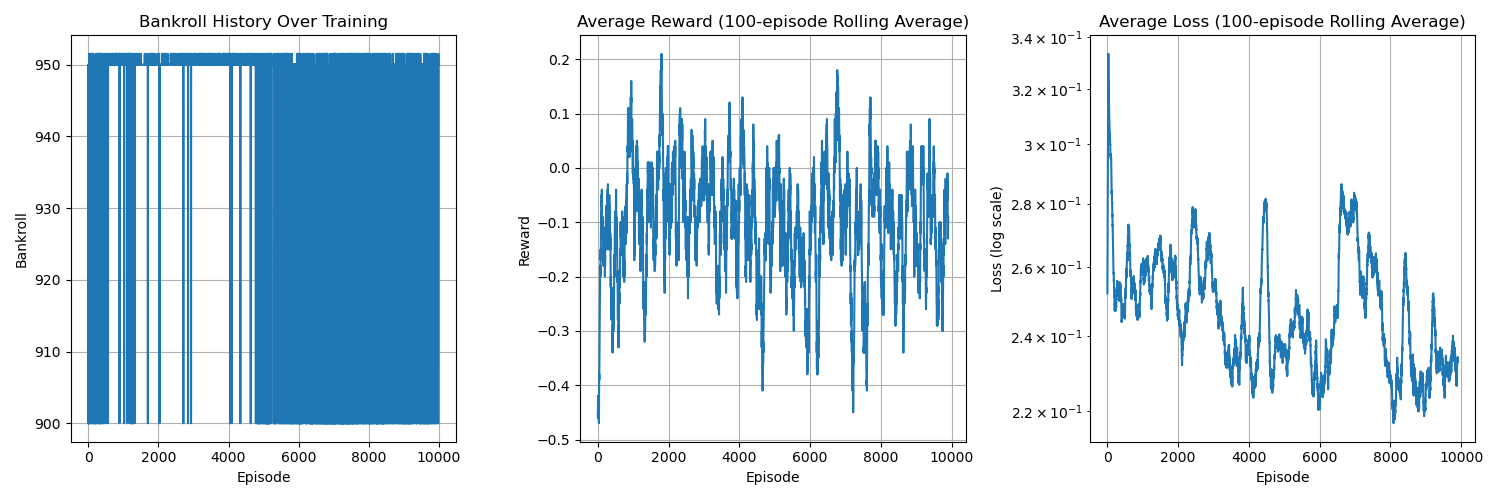 Bankroll History Over Training
Bankroll
950
940
930
920
910
900
0 2000 4000 6000 8000 10000
Episode
Average Reward (100-episode Rolling Average)
Reward
0.2
0.1
0.0
−0.1
−0.2
−0.3
−0.4
−0.5
0 2000 4000 6000 8000 10000
Episode
Average Loss (100-episode Rolling Average)
Loss (log scale)
3.4 × 10⁻¹
3.2 × 10⁻¹
3 × 10⁻¹
2.8 × 10⁻¹
2.6 × 10⁻¹
2.4 × 10⁻¹
2.2 × 10⁻¹
0 2000 4000 6000 8000 10000
Episode